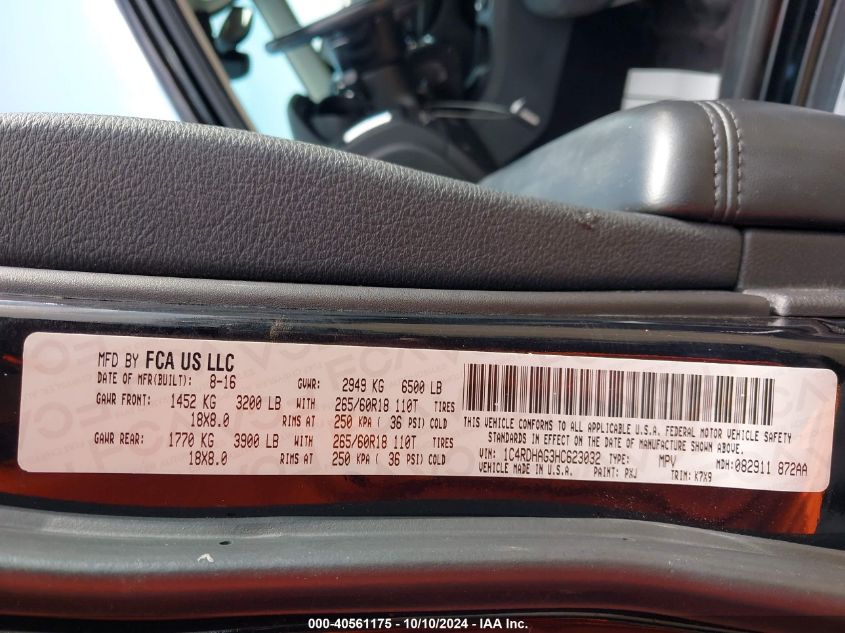 MFD BY FCA US LLC
DATE OF MFR(BUILT): 8-16 GVWR: 2949 KG 6500 LB
GAWR FRONT: 1452 KG 3200 LB WITH 265/60R18 110T TIRES
18X8.0 RIMS AT 250 KPA ( 36 PSI) COLD
GAWR REAR: 1770 KG 3900 LB WITH 265/60R18 110T TIRES
18X8.0 RIMS AT 250 KPA ( 36 PSI) COLD
THIS VEHICLE CONFORMS TO ALL APPLICABLE U.S.A. FEDERAL MOTOR VEHICLE SAFETY
STANDARDS IN EFFECT ON THE DATE OF MANUFACTURE SHOWN ABOVE.
VIN: 1C4RDHAG3HC623032 TYPE: MPV MDH: 082911 872AA
VEHICLE MADE IN U.S.A. PAINT: PXJ TRIM: K7X9
000-40561175 - 10/10/2024 - IAA Inc.